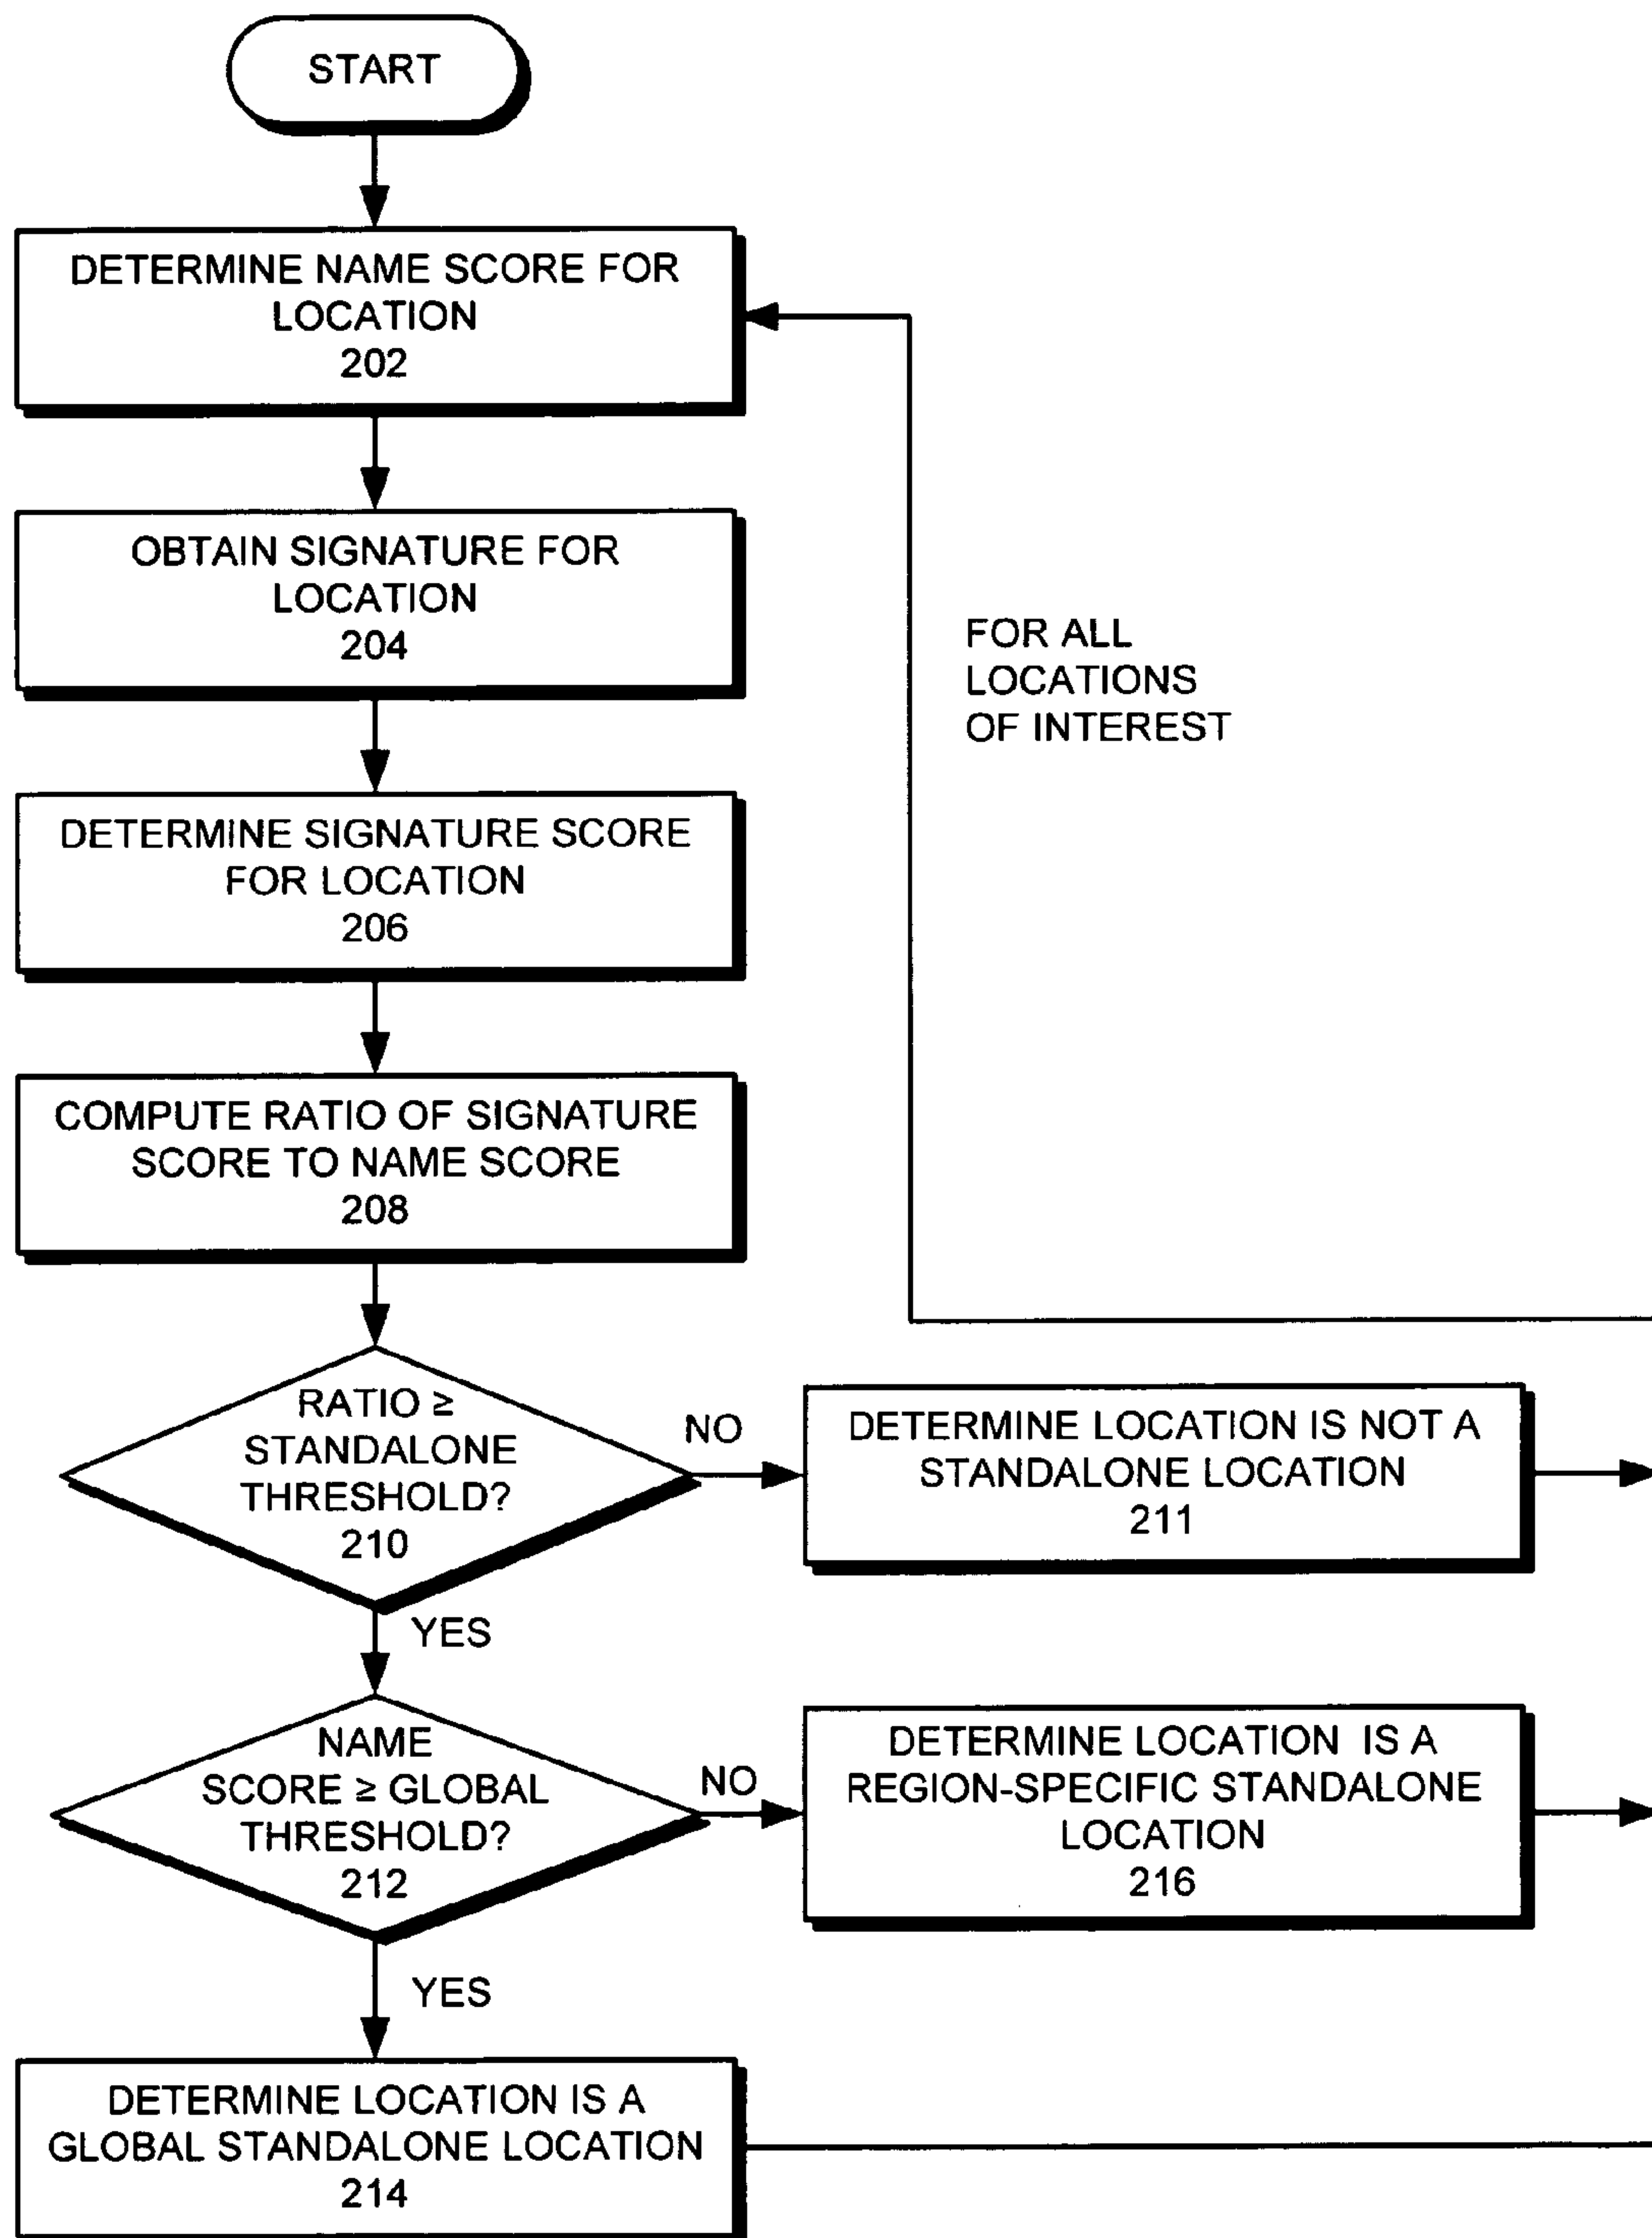 START
DETERMINE NAME SCORE FOR
LOCATION
202
OBTAIN SIGNATURE FOR
LOCATION
204
FOR ALL
LOCATIONS
OF INTEREST
DETERMINE SIGNATURE SCORE
FOR LOCATION
206
COMPUTE RATIO OF SIGNATURE
SCORE TO NAME SCORE
208
RATIO ≥
STANDALONE
THRESHOLD?
210
NO
DETERMINE LOCATION IS NOT A
STANDALONE LOCATION
211
YES
NAME
SCORE ≥ GLOBAL
THRESHOLD?
212
NO
DETERMINE LOCATION IS A
REGION-SPECIFIC STANDALONE
LOCATION
216
YES
DETERMINE LOCATION IS A
GLOBAL STANDALONE LOCATION
214